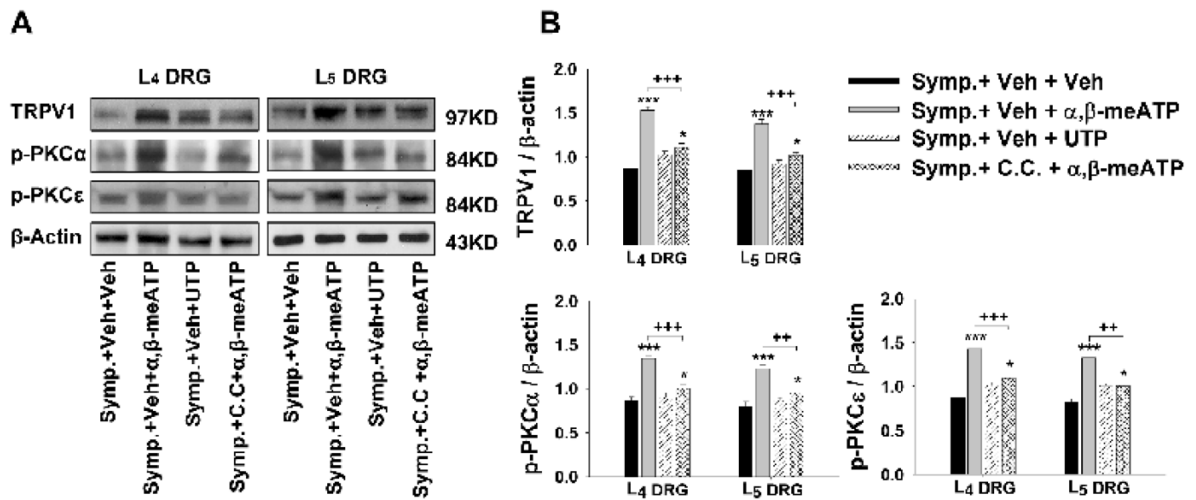 A
L4 DRG
L5 DRG
TRPV1
97KD
p-PKCα
84KD
p-PKCε
84KD
β-Actin
43KD
Symp.+Veh+Veh
Symp.+Veh+α,β-meATP
Symp.+Veh+UTP
Symp.+C.C+α,β-meATP
Symp.+Veh+Veh
Symp.+Veh+α,β-meATP
Symp.+Veh+UTP
Symp.+C.C+α,β-meATP
B
TRPV1 / β-actin
2.0
1.5
1.0
0.5
0.0
***
+++
*
***
+++
*
L4 DRG
L5 DRG
Symp.+ Veh + Veh
Symp.+ Veh + α,β-meATP
Symp.+ Veh + UTP
Symp.+ C.C. + α,β-meATP
p-PKCα / β-actin
2.0
1.5
1.0
0.5
0.0
***
+++
***
++
*
L4 DRG
L5 DRG
p-PKCε / β-actin
2.0
1.5
1.0
0.5
0.0
***
+++
*
***
++
*
L4 DRG
L5 DRG